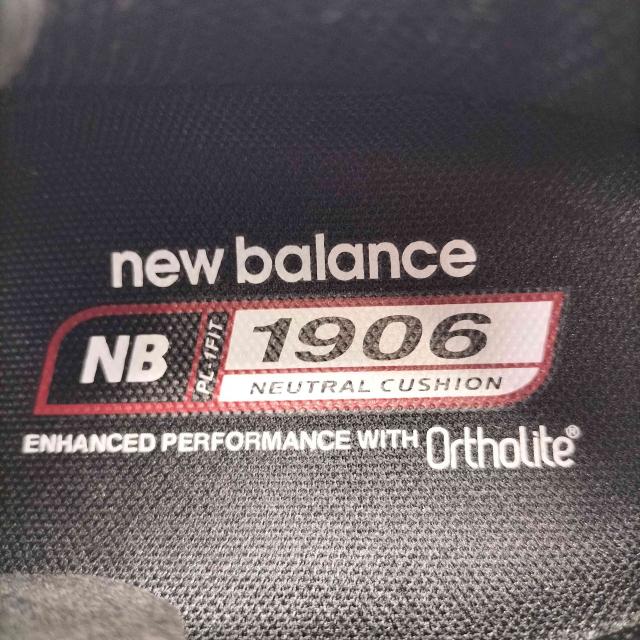 new balance
NB PL-1FIT 1906
NEUTRAL CUSHION
ENHANCED PERFORMANCE WITH Ortholite®